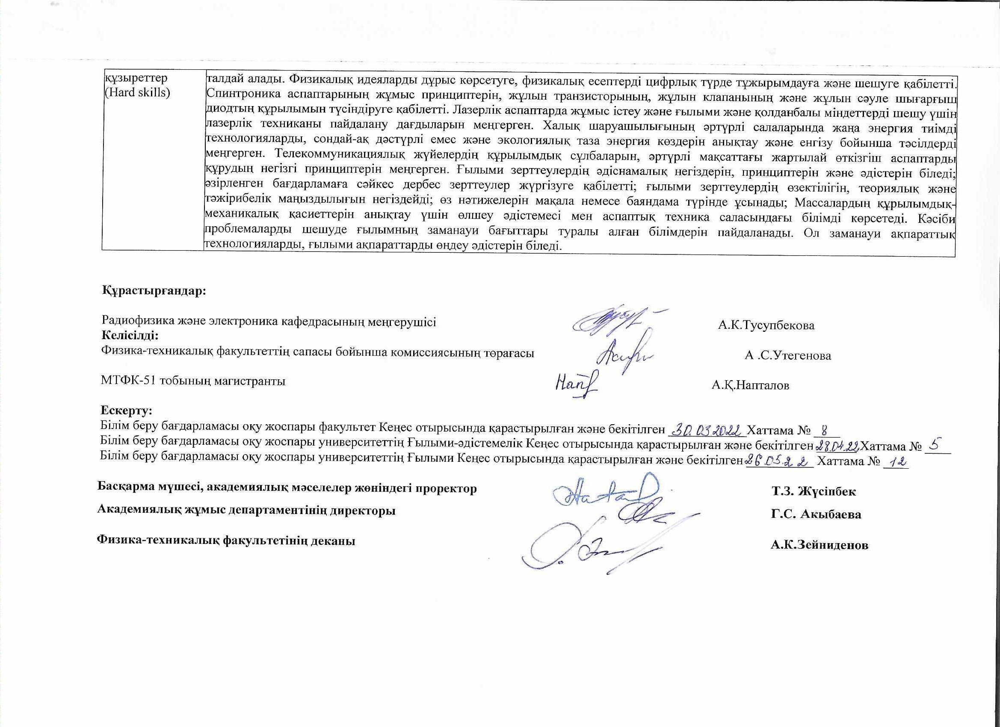 құзыреттер
(Hard skills)
талдай алады. Физикалық идеяларды дұрыс көрсетуге, физикалық есептерді цифрлық түрде тұжырымдауға және шешуге қабілетті.
Спинтроника аспаптарының жұмыс принциптерін, жұлын транзисторының, жұлын клапанының және жұлын сәуле шығарғыш
диодтың құрылымын түсіндіруге қабілетті. Лазерлік аспаптарда жұмыс істеу және ғылыми және қолданбалы міндеттерді шешу үшін
лазерлік техниканы пайдалану дағдыларын меңгерген. Халық шаруашылығының әртүрлі салаларында жаңа энергия тиімді
технологияларды, сондай-ақ дәстүрлі емес және экологиялық таза энергия көздерін анықтау және енгізу бойынша тәсілдерді
меңгерген. Телекоммуникациялық жүйелердің құрылымдық сұлбаларын, әртүрлі мақсаттағы жартылай өткізгіш аспаптарды
құрудың негізгі принциптерін меңгерген. Ғылыми зерттеулердің әдіснамалық негіздерін, принциптерін және әдістерін біледі;
әзірленген бағдарламаға сәйкес дербес зерттеулер жүргізуге қабілетті; ғылыми зерттеулердің өзектілігін, теориялық және
тәжірибелік маңыздылығын негіздейді; өз нәтижелерін мақала немесе баяндама түрінде ұсынады; Массалардың құрылымдық-
механикалық қасиеттерін анықтау үшін өлшеу әдістемесі мен аспаптық техника саласындағы білімді көрсетеді. Кәсіби
проблемаларды шешуде ғылымның заманауи бағыттары туралы алған білімдерін пайдаланады. Ол заманауи ақпараттық
технологияларды, ғылыми ақпараттарды өңдеу әдістерін біледі.
Құрастырғандар:
Радиофизика және электроника кафедрасының меңгерушісі А.К.Тусупбекова
Келісілді:
Физика-техникалық факультеттің сапасы бойынша комиссиясының төрағасы А .С.Утегенова
МТФК-51 тобының магистранты А.Қ.Напталов
Ескерту:
Білім беру бағдарламасы оқу жоспары факультет Кеңес отырысында қарастырылған және бекітілген 30.03.2022 Хаттама № 8
Білім беру бағдарламасы оқу жоспары университеттің Ғылыми-әдістемелік Кеңес отырысында қарастырылған және бекітілген 28.04.22 Хаттама № 5
Білім беру бағдарламасы оқу жоспары университеттің Ғылыми Кеңес отырысында қарастырылған және бекітілген 26.05.22 Хаттама № 12
Басқарма мүшесі, академиялық мәселелер жөніндегі проректор Т.З. Жүсіпбек
Академиялық жұмыс департаментінің директоры Г.С. Акыбаева
Физика-техникалық факультетінің деканы А.К.Зейниденов